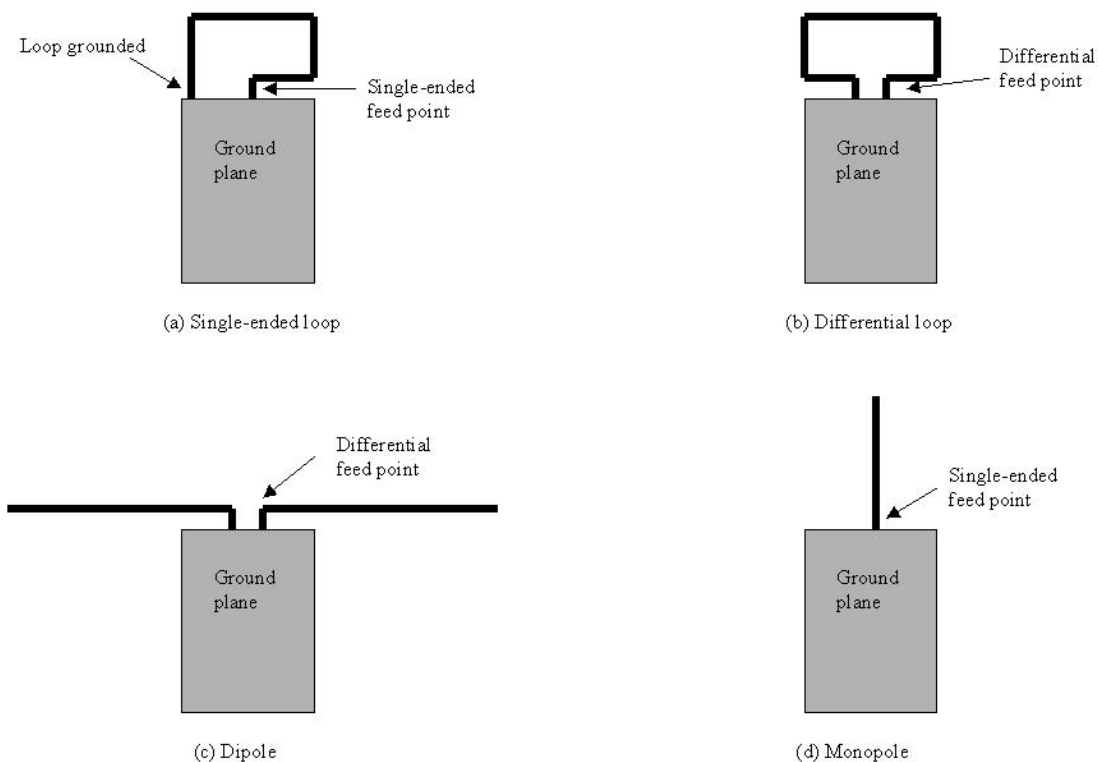 Loop grounded
Single-ended
feed point
Ground
plane
(a) Single-ended loop
Differential
feed point
Ground
plane
(b) Differential loop
Differential
feed point
Ground
plane
(c) Dipole
Single-ended
feed point
Ground
plane
(d) Monopole